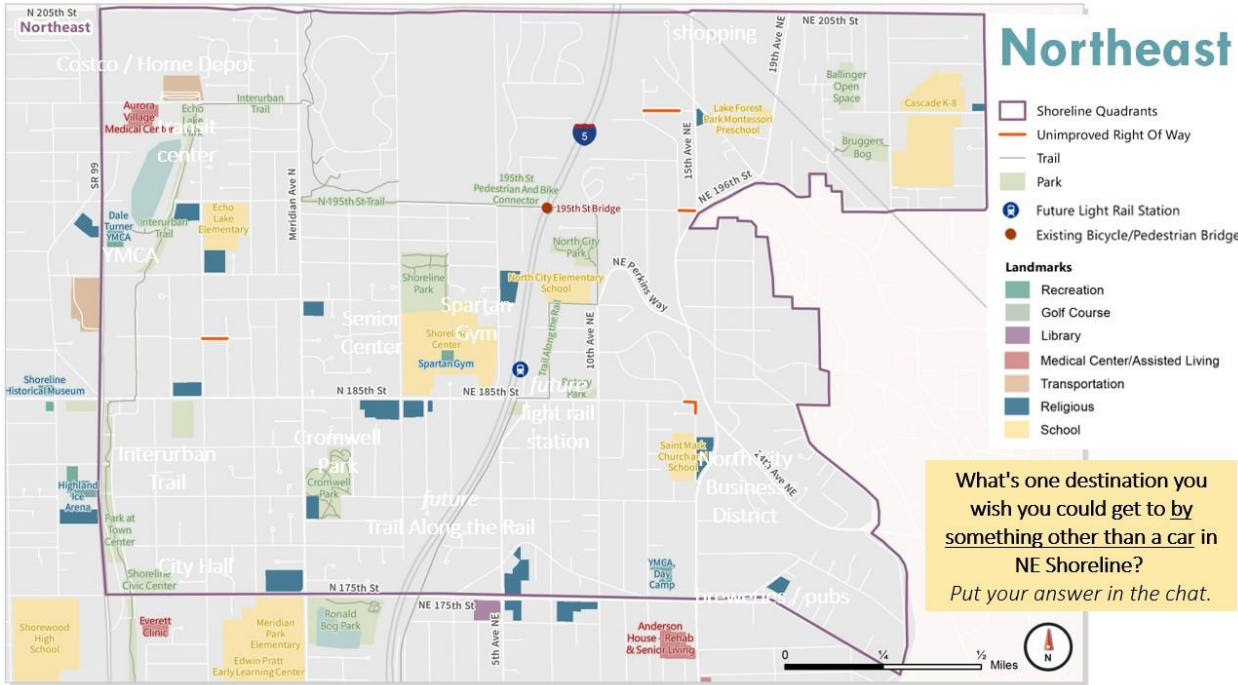 N 205th St
Northeast
Costco / Home Depot
Aurora
Village
Medical Center
Echo
Lake
transit
center
Interurban
Trail
SR 99
Meridian Ave N
Dale
Turner
YMCA
YMCA
Interurban
Trail
Echo
Lake
Elementary
N 195th St Trail
195th St
Pedestrian And Bike
Connector
195th St Bridge
5
shopping
NE 205th St
19th Ave NE
15th Ave NE
Lake Forest
Park Montessori
Preschool
Ballinger
Open
Space
Cascade K-8
Bruggers
Bog
NE 196th St
North City
Park
North City Elementary
School
NE Perkins Way
Shoreline
Park
Spartan
Gym
Senior
Center
Shoreline
Center
Spartan Gym
Trail Along the Rail
10th Ave NE
Shoreline
Historical Museum
N 185th St
NE 185th St
Park
future
light rail
station
Interurban
Trail
Cromwell
Park
Cromwell
Park
Saint Mark
Church and
School
North City
Business
District
24th Ave NE
Highland
Ice
Arena
future
Trail Along the Rail
Park at
Town
Center
City Hall
Shoreline
Civic Center
N 175th St
NE 175th St
YMCA
Day
Camp
breweries / pubs
Shorewood
High
School
Everett
Clinic
Meridian
Park
Elementary
Edwin Pratt
Early Learning Center
Ronald
Bog Park
5th Ave NE
Anderson
House - Rehab
& Senior Living
0 ¼ ½
Miles
N
Northeast
Shoreline Quadrants
Unimproved Right Of Way
Trail
Park
Future Light Rail Station
Existing Bicycle/Pedestrian Bridge
Landmarks
Recreation
Golf Course
Library
Medical Center/Assisted Living
Transportation
Religious
School
What's one destination you
wish you could get to by
something other than a car in
NE Shoreline?
Put your answer in the chat.